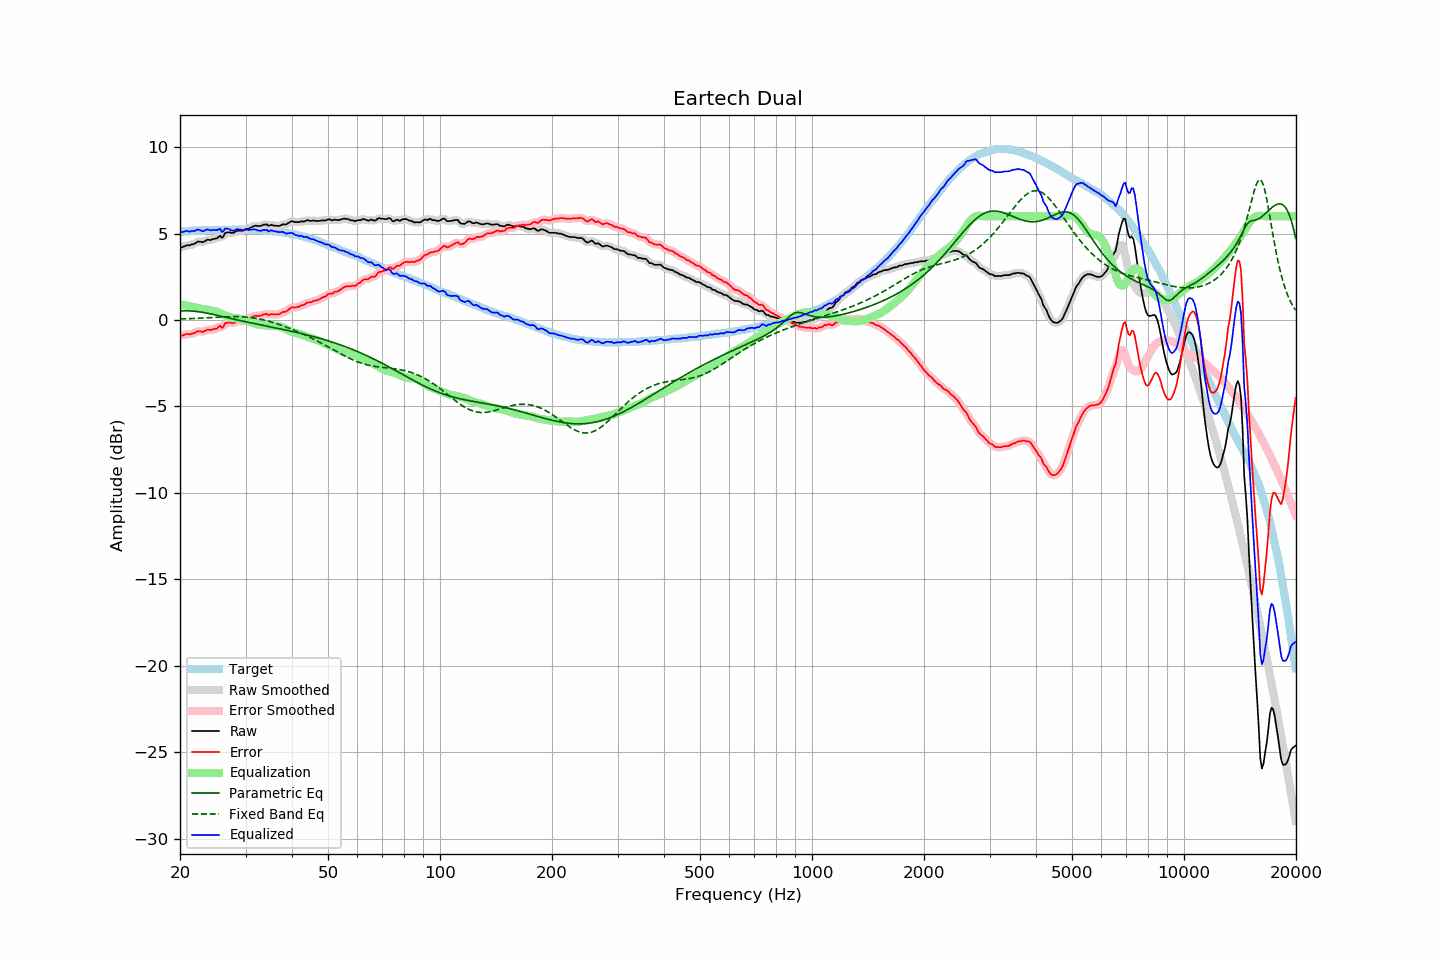 Eartech Dual
10
5
0
−5
−10
−15
−20
−25
−30
Amplitude (dBr)
Target
Raw Smoothed
Error Smoothed
Raw
Error
Equalization
Parametric Eq
Fixed Band Eq
Equalized
20 50 100 200 500 1000 2000 5000 10000 20000
Frequency (Hz)